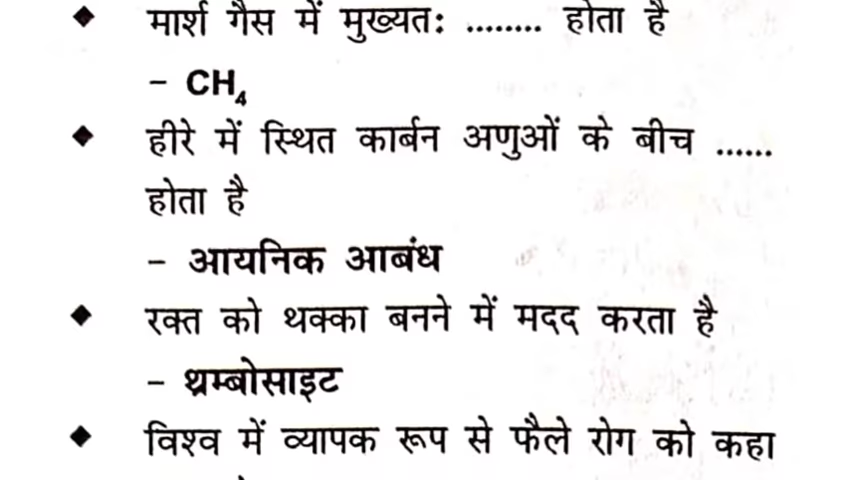 ◆ मार्श गैस में मुख्यतः ........ होता है
– CH₄
◆ हीरे में स्थित कार्बन अणुओं के बीच ......
होता है
– आयनिक आबंध
◆ रक्त को थक्का बनने में मदद करता है
– थ्रम्बोसाइट
◆ विश्व में व्यापक रूप से फैले रोग को कहा